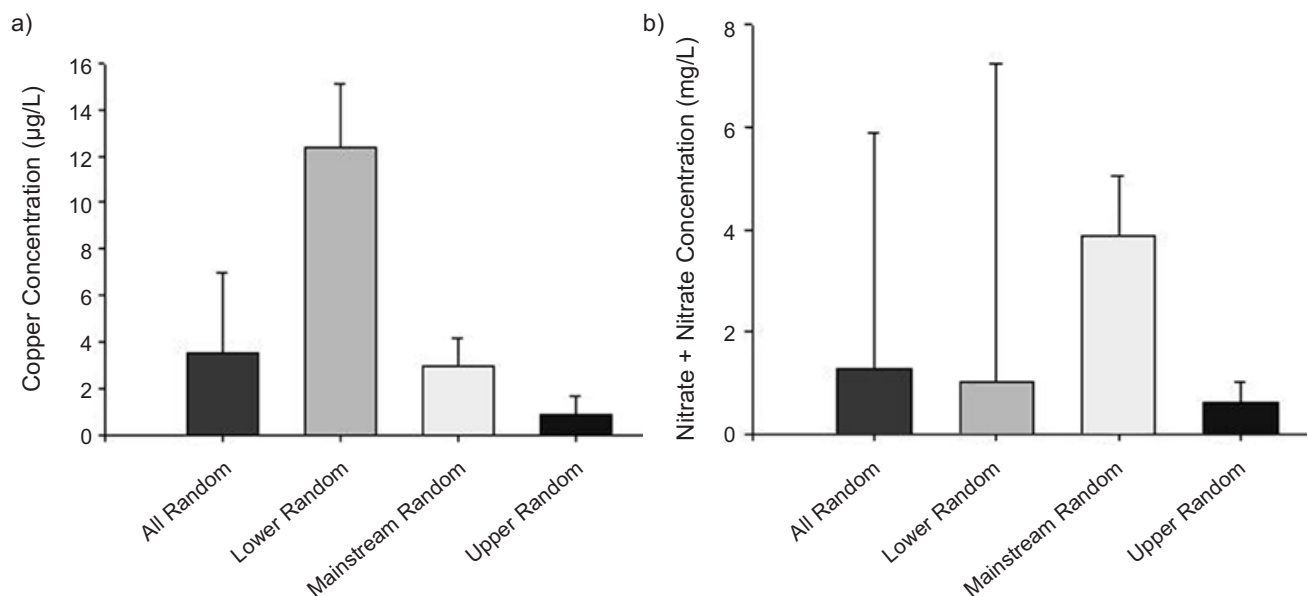 a)
Copper Concentration (µg/L)
16
14
12
10
8
6
4
2
0
All Random
Lower Random
Mainstream Random
Upper Random
b)
Nitrate + Nitrate Concentration (mg/L)
8
6
4
2
0
All Random
Lower Random
Mainstream Random
Upper Random